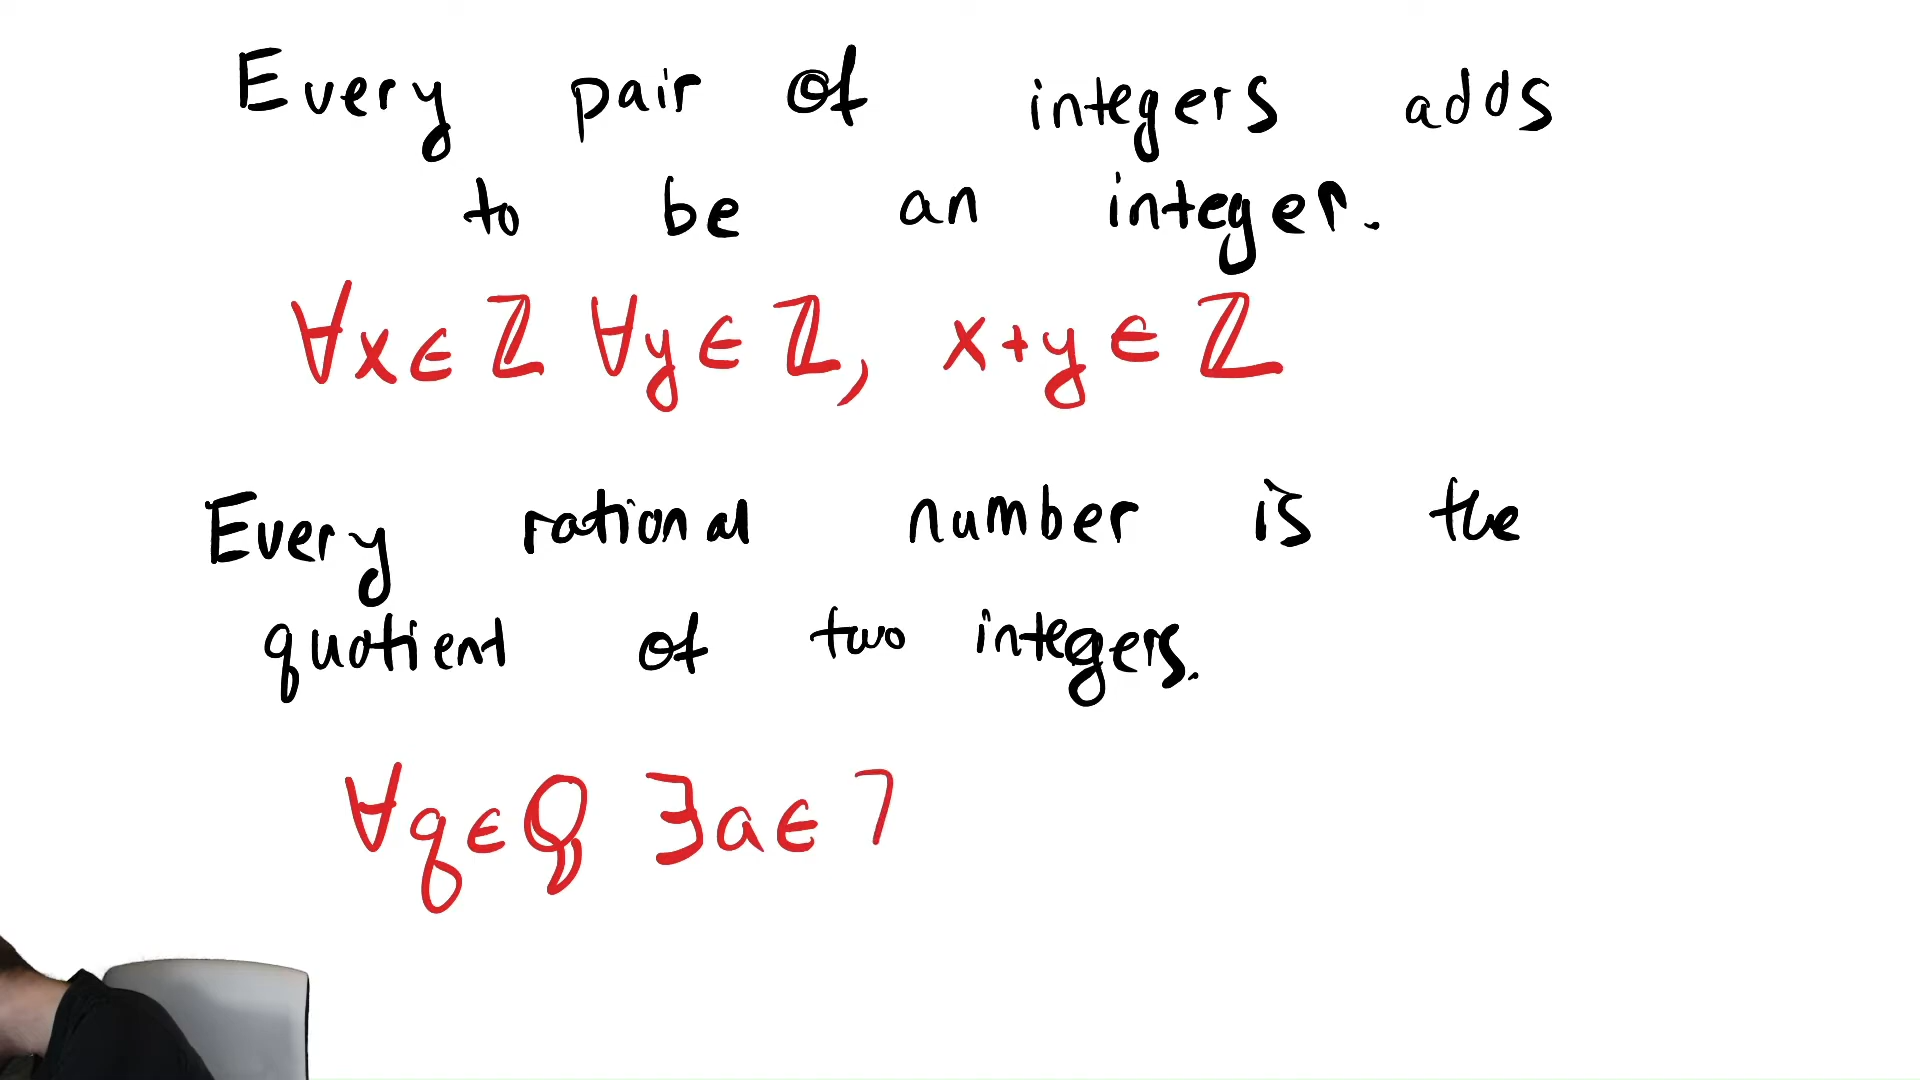 Every pair of integers adds
to be an integer.
∀x∈ℤ ∀y∈ℤ, x+y∈ℤ
Every rational number is the
quotient of two integers.
∀q∈ℚ ∃a∈